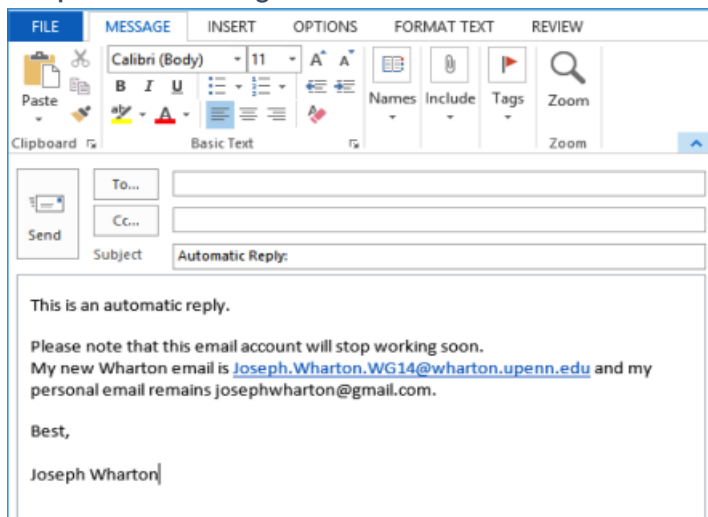 FILE MESSAGE INSERT OPTIONS FORMAT TEXT REVIEW
Calibri (Body) 11 A A
B I U
aby A
Paste
Names Include Tags Zoom
Clipboard Basic Text Zoom
To...
Cc...
Send
Subject Automatic Reply:
This is an automatic reply.
Please note that this email account will stop working soon.
My new Wharton email is Joseph.Wharton.WG14@wharton.upenn.edu and my
personal email remains josephwharton@gmail.com.
Best,
Joseph Wharton